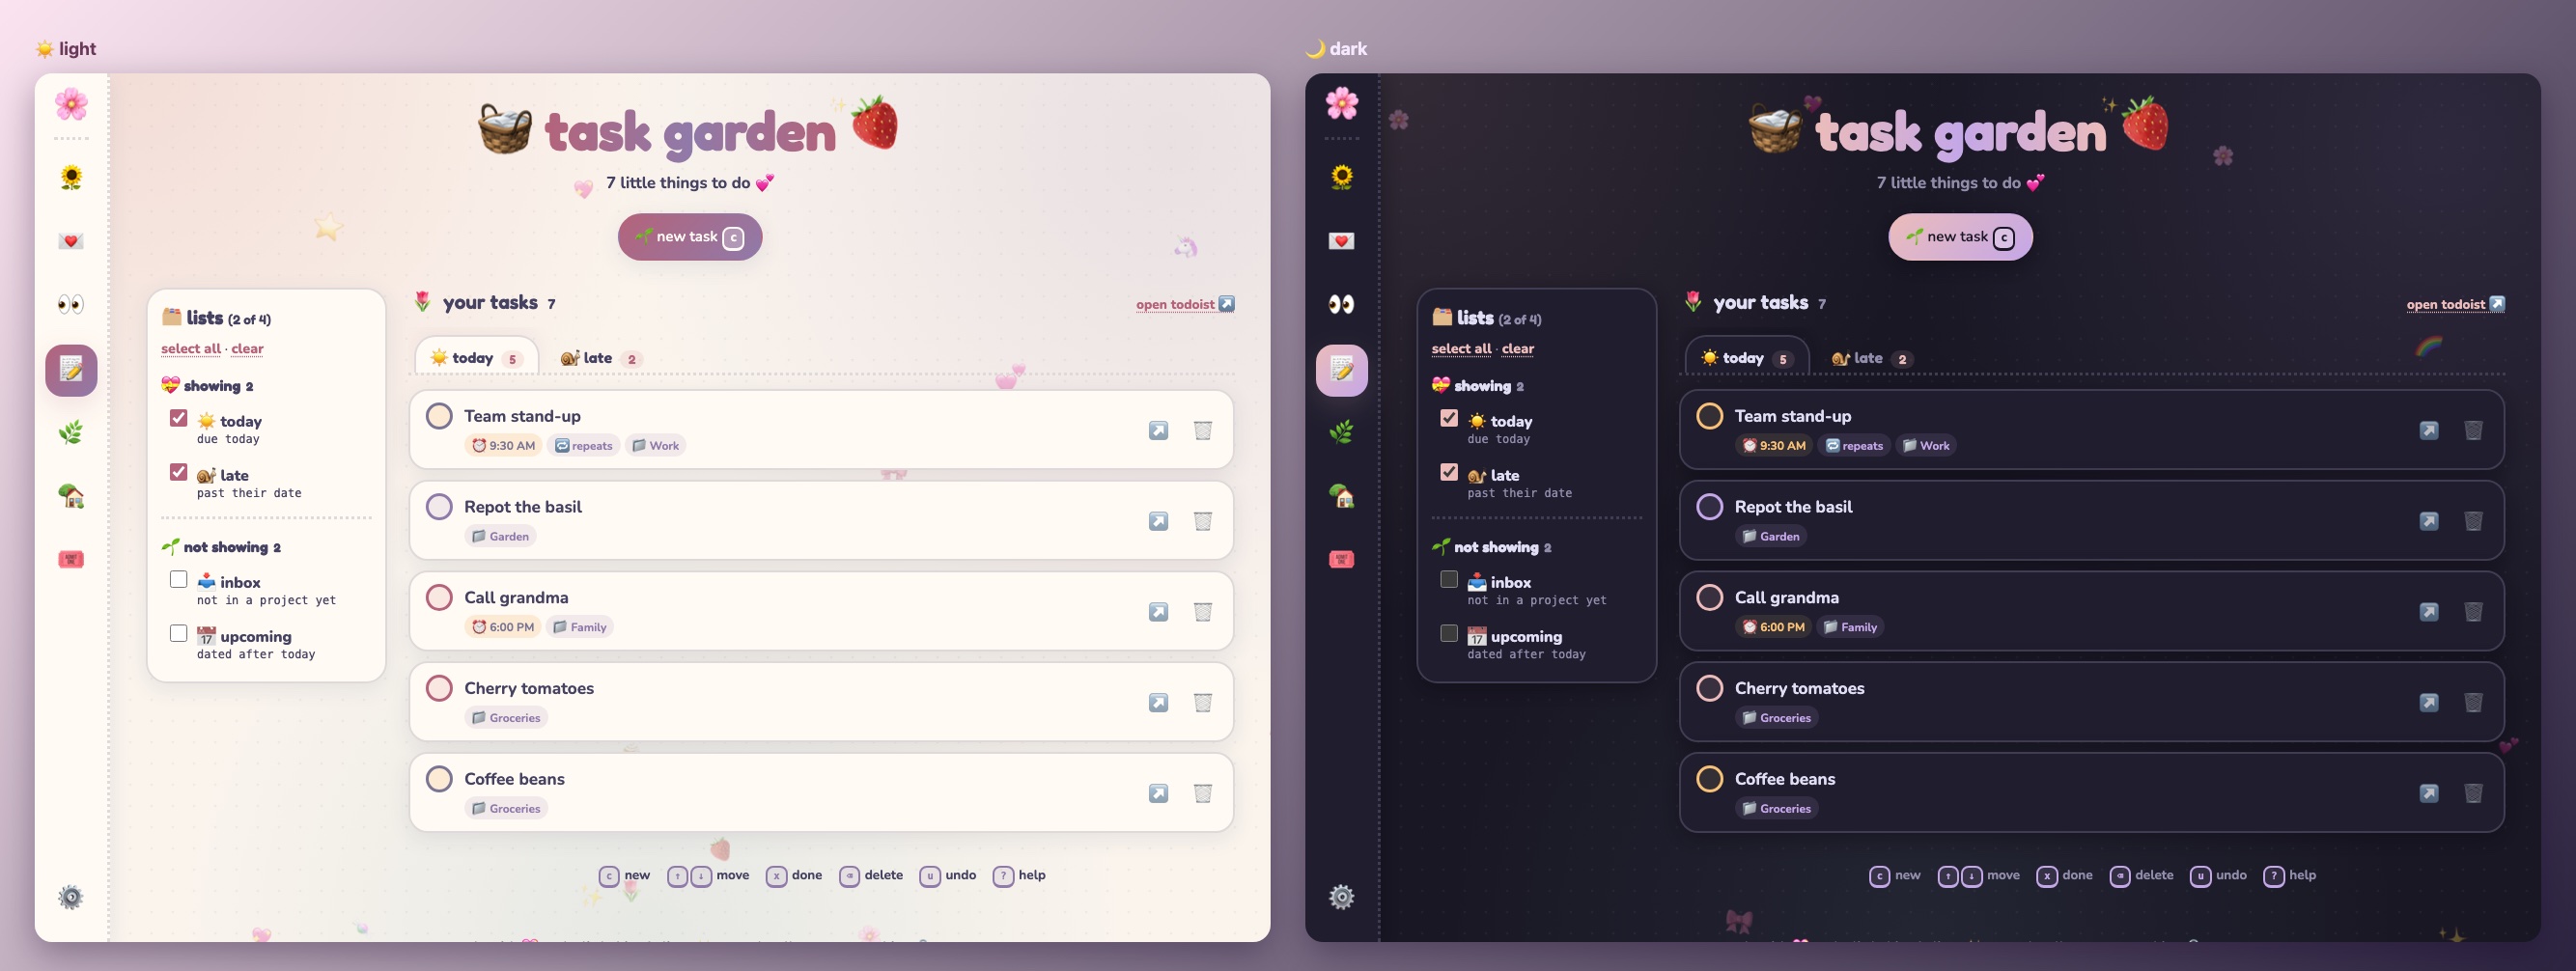 light
task garden
7 little things to do
new task c
lists (2 of 4)
select all · clear
showing 2
today
due today
late
past their date
not showing 2
inbox
not in a project yet
upcoming
dated after today
your tasks 7
open todoist
today 5
late 2
Team stand-up
9:30 AM repeats Work
Repot the basil
Garden
Call grandma
6:00 PM Family
Cherry tomatoes
Groceries
Coffee beans
Groceries
c new ↑ ↓ move x done ⌫ delete u undo ? help
dark
task garden
7 little things to do
new task c
lists (2 of 4)
select all · clear
showing 2
today
due today
late
past their date
not showing 2
inbox
not in a project yet
upcoming
dated after today
your tasks 7
open todoist
today 5
late 2
Team stand-up
9:30 AM repeats Work
Repot the basil
Garden
Call grandma
6:00 PM Family
Cherry tomatoes
Groceries
Coffee beans
Groceries
c new ↑ ↓ move x done ⌫ delete u undo ? help